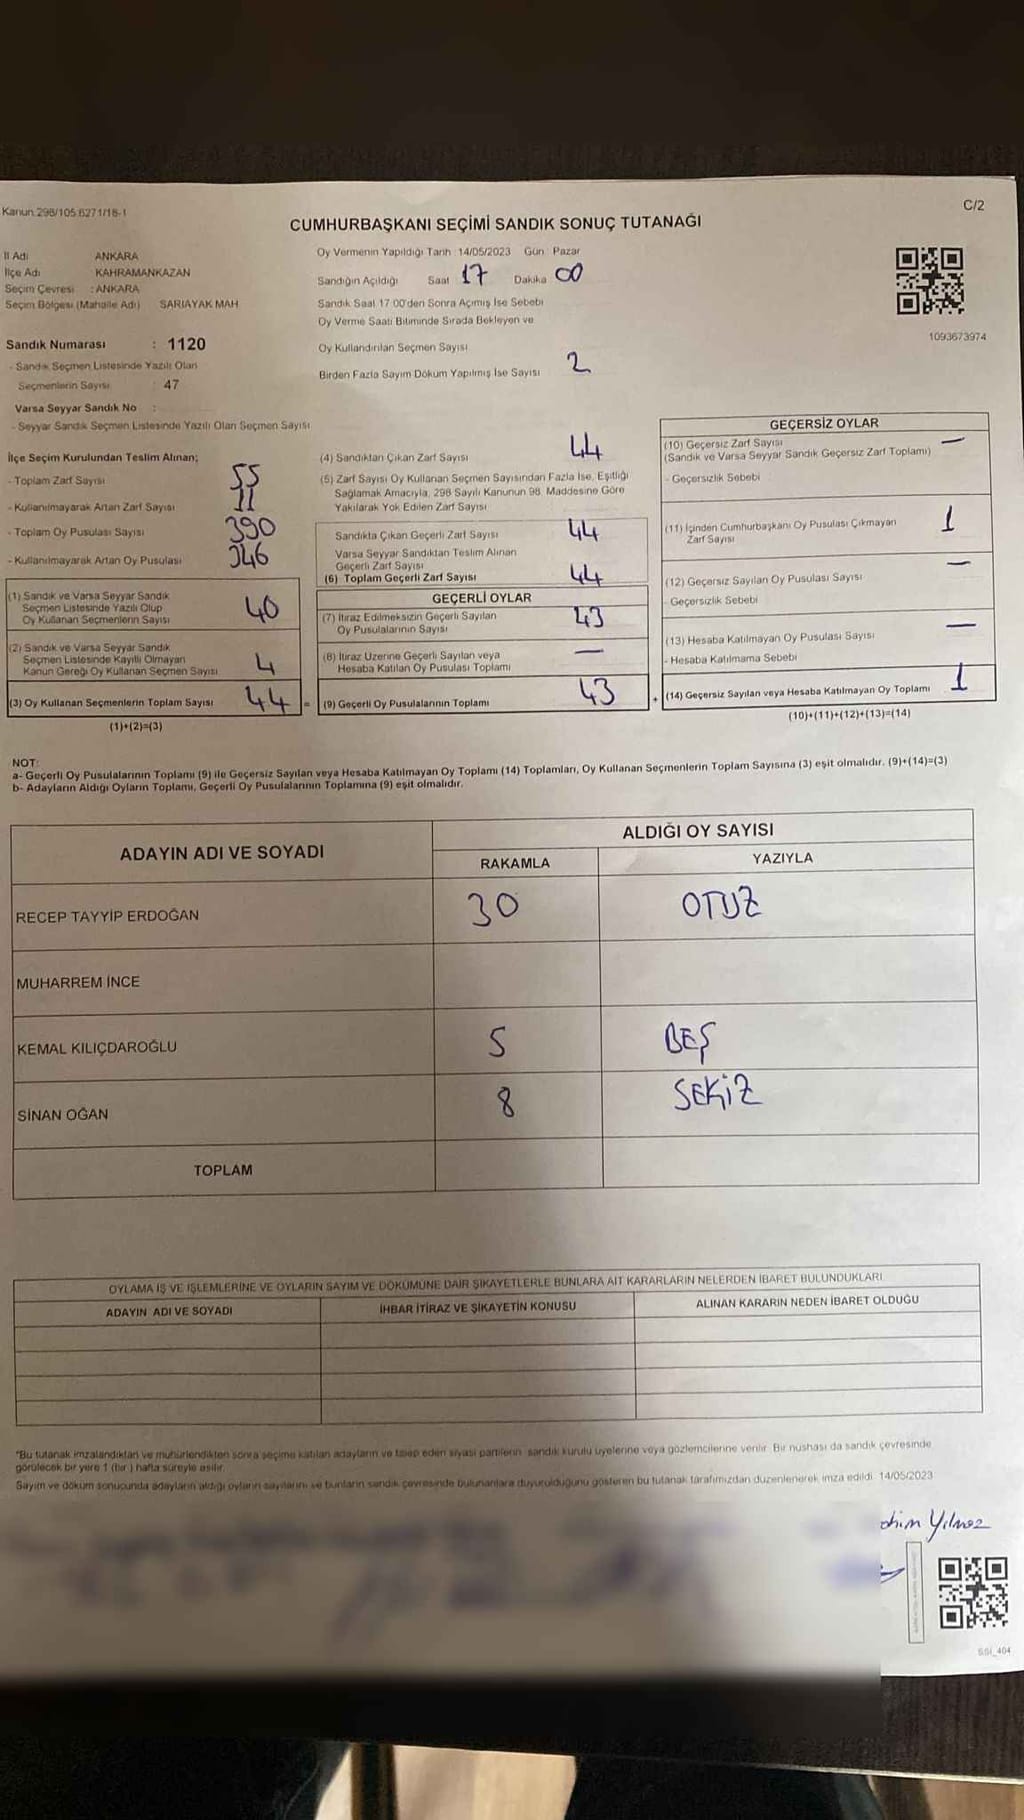 Kanun 298/105 6271/18-1
C/2
CUMHURBAŞKANI SEÇİMİ SANDIK SONUÇ TUTANAĞI
İl Adı ANKARA
İlçe Adı KAHRAMANKAZAN
Seçim Çevresi : ANKARA
Seçim Bölgesi (Mahalle Adı) SARIAYAK MAH
Oy Vermenin Yapıldığı Tarih 14/05/2023 Gün : Pazar
Sandığın Açıldığı Saat 17 Dakika 00
Sandık Saat 17:00'den Sonra Açımış İse Sebebi
Oy Verme Saati Bitiminde Sırada Bekleyen ve
Oy Kullandırılan Seçmen Sayısı
Birden Fazla Sayım Döküm Yapılmış İse Sayısı 2
1093673974
Sandık Numarası : 1120
- Sandık Seçmen Listesinde Yazılı Olan
Seçmenlerin Sayısı : 47
Varsa Seyyar Sandık No :
- Seyyar Sandık Seçmen Listesinde Yazılı Olan Seçmen Sayısı
İlçe Seçim Kurulundan Teslim Alınan;
- Toplam Zarf Sayısı 55
- Kullanılmayarak Artan Zarf Sayısı 11
- Toplam Oy Pusulası Sayısı 390
- Kullanılmayarak Artan Oy Pusulası 346
(1) Sandık ve Varsa Seyyar Sandık
Seçmen Listesinde Yazılı Olup
Oy Kullanan Seçmenlerin Sayısı 40
(2) Sandık ve Varsa Seyyar Sandık
Seçmen Listesinde Kayıtlı Olmayan
Kanun Gereği Oy Kullanan Seçmen Sayısı 4
(3) Oy Kullanan Seçmenlerin Toplam Sayısı 44 =
(1)+(2)=(3)
(4) Sandıktan Çıkan Zarf Sayısı 44
(5) Zarf Sayısı Oy Kullanan Seçmen Sayısından Fazla İse, Eşitliği
Sağlamak Amacıyla, 298 Sayılı Kanunun 98. Maddesine Göre
Yakılarak Yok Edilen Zarf Sayısı
Sandıkta Çıkan Geçerli Zarf Sayısı 44
Varsa Seyyar Sandıktan Teslim Alınan
Geçerli Zarf Sayısı
(6) Toplam Geçerli Zarf Sayısı 44
GEÇERLİ OYLAR
(7) İtiraz Edilmeksizin Geçerli Sayılan
Oy Pusulalarının Sayısı 43
(8) İtiraz Üzerine Geçerli Sayılan veya
Hesaba Katılan Oy Pusulası Toplamı —
(9) Geçerli Oy Pusulalarının Toplamı 43 +
GEÇERSİZ OYLAR
(10) Geçersiz Zarf Sayısı —
(Sandık ve Varsa Seyyar Sandık Geçersiz Zarf Toplamı)
- Geçersizlik Sebebi
(11) İçinden Cumhurbaşkanı Oy Pusulası Çıkmayan
Zarf Sayısı 1
(12) Geçersiz Sayılan Oy Pusulası Sayısı —
- Geçersizlik Sebebi
(13) Hesaba Katılmayan Oy Pusulası Sayısı —
- Hesaba Katılmama Sebebi
(14) Geçersiz Sayılan veya Hesaba Katılmayan Oy Toplamı 1
(10)+(11)+(12)+(13)=(14)
NOT:
a- Geçerli Oy Pusulalarının Toplamı (9) ile Geçersiz Sayılan veya Hesaba Katılmayan Oy Toplamı (14) Toplamları, Oy Kullanan Seçmenlerin Toplam Sayısına (3) eşit olmalıdır. (9)+(14)=(3)
b- Adayların Aldığı Oyların Toplamı, Geçerli Oy Pusulalarının Toplamına (9) eşit olmalıdır.
ADAYIN ADI VE SOYADI
ALDIĞI OY SAYISI
RAKAMLA YAZIYLA
RECEP TAYYİP ERDOĞAN 30 OTUZ
MUHARREM İNCE
KEMAL KILIÇDAROĞLU 5 BEŞ
SİNAN OĞAN 8 SEKİZ
TOPLAM
OYLAMA İŞ VE İŞLEMLERİNE VE OYLARIN SAYIM VE DÖKÜMÜNE DAİR ŞİKAYETLERLE BUNLARA AİT KARARLARIN NELERDEN İBARET BULUNDUKLARI
ADAYIN ADI VE SOYADI İHBAR İTİRAZ VE ŞİKAYETİN KONUSU ALINAN KARARIN NEDEN İBARET OLDUĞU
*Bu tutanak imzalandıktan ve mühürlendikten sonra seçime katılan adayların ve talep eden siyasi partilerin sandık kurulu üyelerine veya gözlemcilerine verilir. Bir nüshası da sandık çevresinde
görülecek bir yere 1 (bir ) hafta süreyle asılır.
Sayım ve döküm sonucunda adayların aldığı oyların sayılarını ve bunların sandık çevresinde bulunanlara duyurulduğunu gösteren bu tutanak tarafımızdan düzenlenerek imza edildi. 14/05/2023
Yılmaz
SSI_404